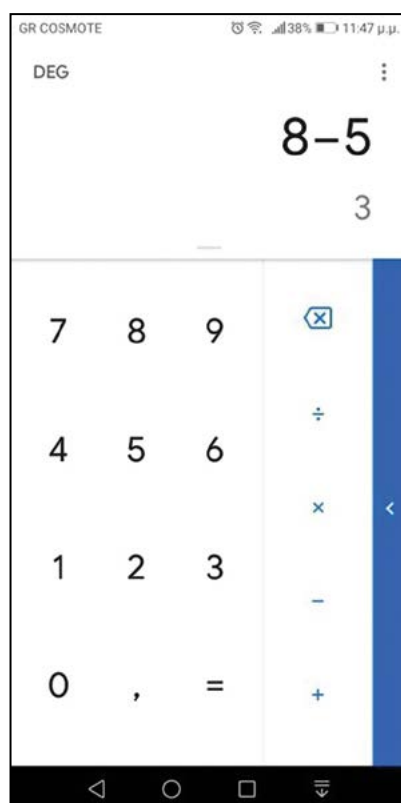 GR COSMOTE 38% 11:47 μ.μ.
DEG
8−5
3
7 8 9
4 5 6
1 2 3
0 , =
÷
×
−
+